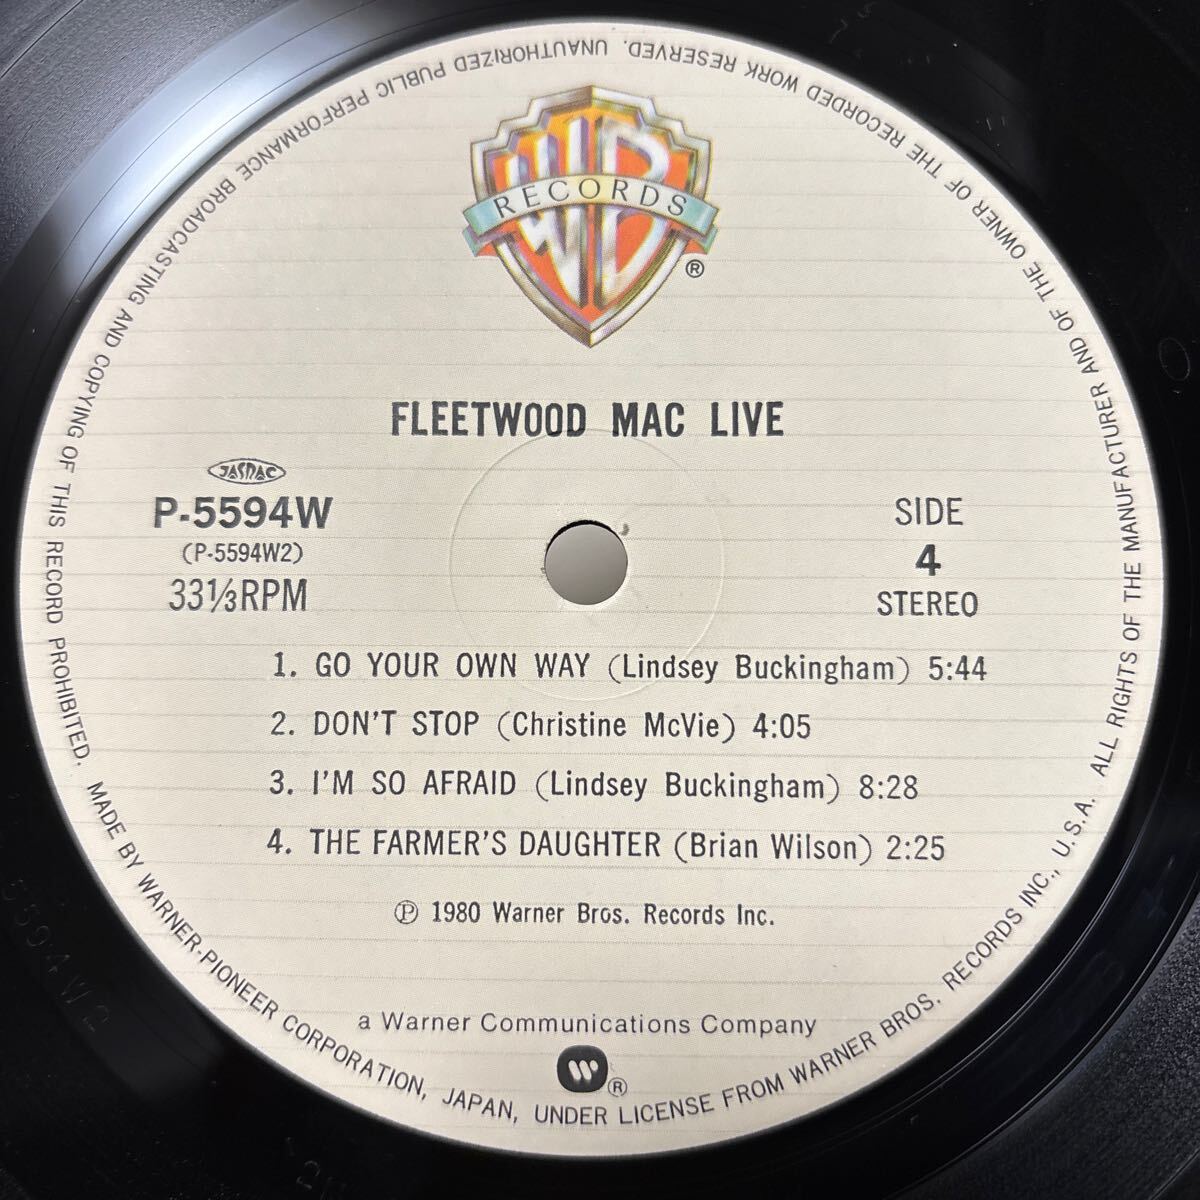 WB
RECORDS
®
FLEETWOOD MAC LIVE
JASRAC
P-5594W
(P-5594W2)
33⅓RPM
SIDE
4
STEREO
1. GO YOUR OWN WAY (Lindsey Buckingham) 5:44
2. DON'T STOP (Christine McVie) 4:05
3. I'M SO AFRAID (Lindsey Buckingham) 8:28
4. THE FARMER'S DAUGHTER (Brian Wilson) 2:25
Ⓟ 1980 Warner Bros. Records Inc.
a Warner Communications Company
®
MADE BY WARNER-PIONEER CORPORATION, JAPAN, UNDER LICENSE FROM WARNER BROS. RECORDS INC., U.S.A. ALL RIGHTS OF THE MANUFACTURER AND OF THE OWNER OF THE RECORDED WORK RESERVED. UNAUTHORIZED PUBLIC PERFORMANCE BROADCASTING AND COPYING OF THIS RECORD PROHIBITED.
5594W2